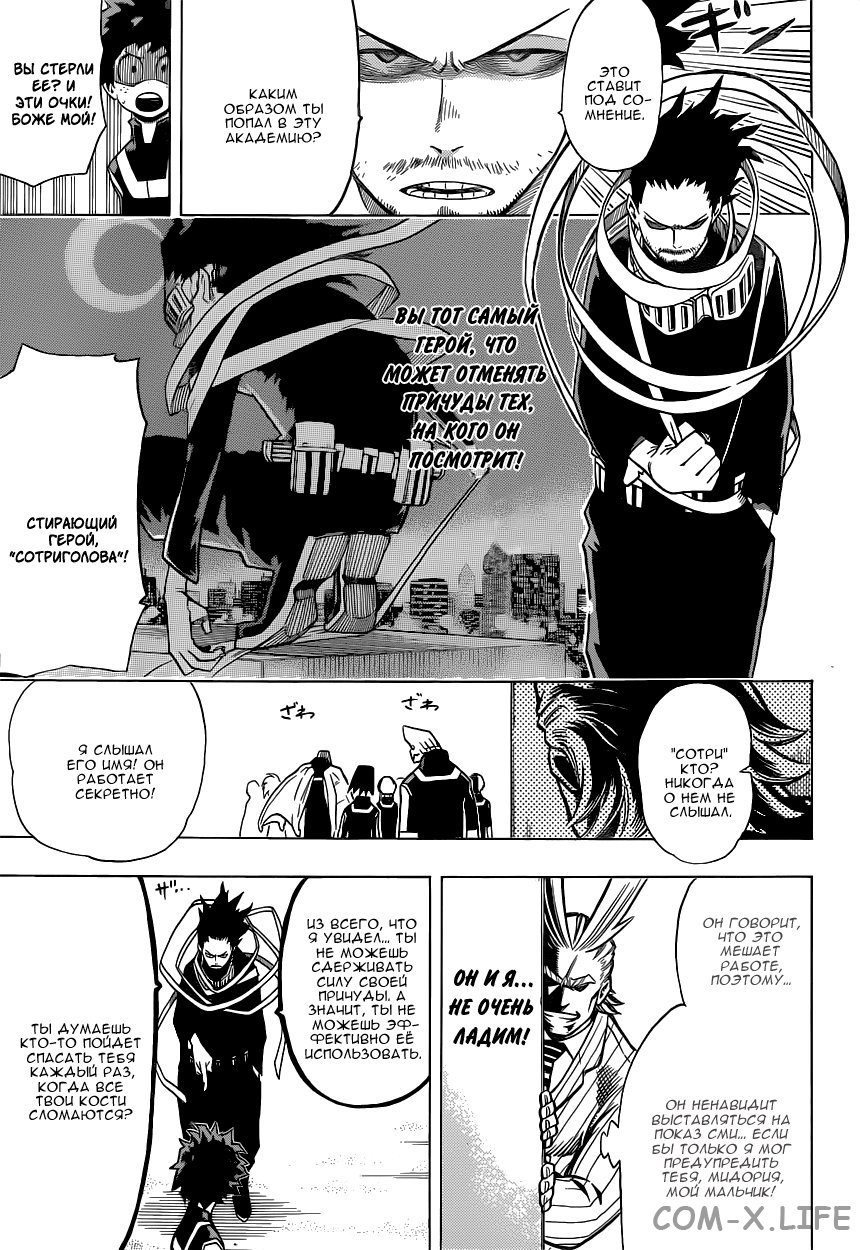 ЭТО
СТАВИТ
ПОД СО-
МНЕНИЕ.
КАКИМ
ОБРАЗОМ ТЫ
ПОПАЛ В ЭТУ
АКАДЕМИЮ?
ВЫ СТЕРЛИ
ЕЕ? И
ЭТИ ОЧКИ!
БОЖЕ МОЙ!
ВЫ ТОТ САМЫЙ
ГЕРОЙ, ЧТО
МОЖЕТ ОТМЕНЯТЬ
ПРИЧУДЫ ТЕХ,
НА КОГО ОН
ПОСМОТРИТ!
СТИРАЮЩИЙ
ГЕРОЙ,
"СОТРИГОЛОВА"!
"СОТРИ"
КТО?
НИКОГДА
О НЕМ НЕ
СЛЫШАЛ.
ざわ
ざわ
Я СЛЫШАЛ
ЕГО ИМЯ! ОН
РАБОТАЕТ
СЕКРЕТНО!
ОН ГОВОРИТ,
ЧТО ЭТО
МЕШАЕТ
РАБОТЕ,
ПОЭТОМУ...
ОН НЕНАВИДИТ
ВЫСТАВЛЯТЬСЯ НА
ПОКАЗ СМИ... ЕСЛИ
БЫ ТОЛЬКО Я МОГ
ПРЕДУПРЕДИТЬ
ТЕБЯ, МИДОРИЯ,
МОЙ МАЛЬЧИК!
ОН И Я...
НЕ ОЧЕНЬ
ЛАДИМ!
ИЗ ВСЕГО, ЧТО
Я УВИДЕЛ... ТЫ
НЕ МОЖЕШЬ
СДЕРЖИВАТЬ
СИЛУ СВОЕЙ
ПРИЧУДЫ. А
ЗНАЧИТ, ТЫ НЕ
МОЖЕШЬ ЭФ-
ФЕКТИВНО ЕЁ
ИСПОЛЬЗОВАТЬ.
ТЫ ДУМАЕШЬ
КТО-ТО ПОЙДЕТ
СПАСАТЬ ТЕБЯ
КАЖДЫЙ РАЗ,
КОГДА ВСЕ
ТВОИ КОСТИ
СЛОМАЮТСЯ?
COM-X.LIFE